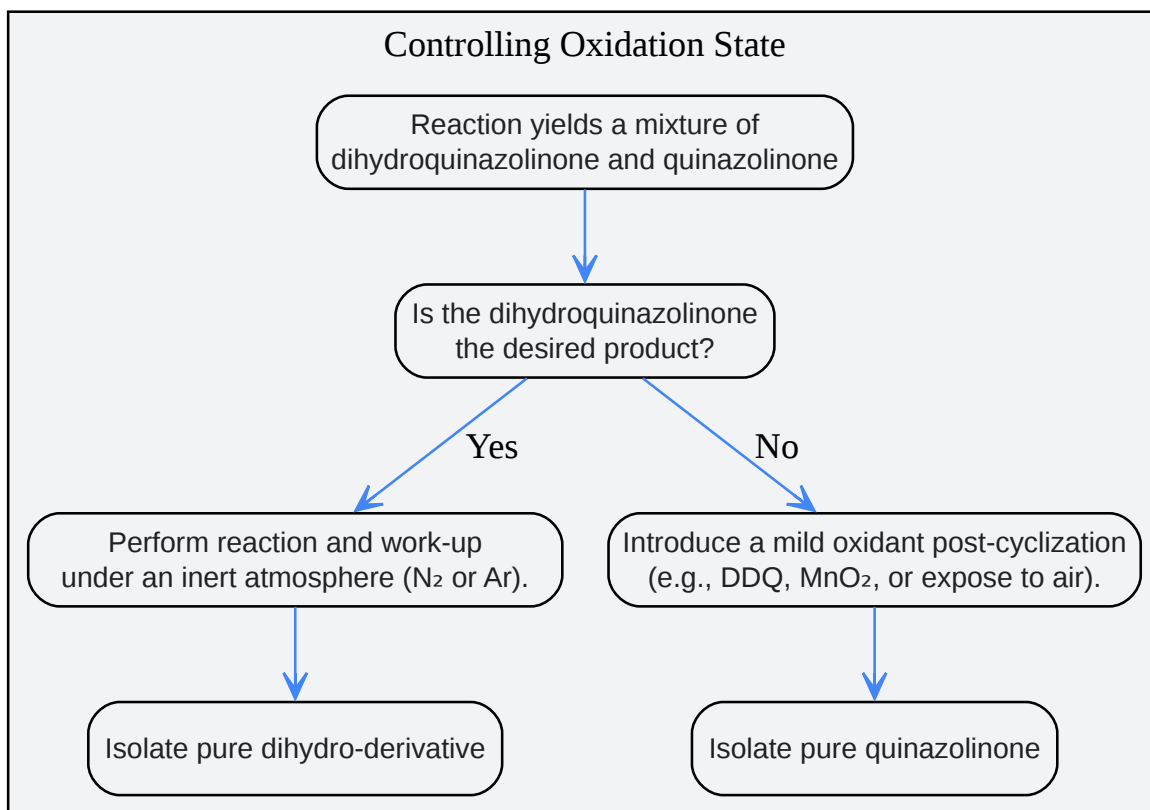 Controlling Oxidation State
Reaction yields a mixture of
dihydroquinazolinone and quinazolinone
Is the dihydroquinazolinone
the desired product?
Yes
No
Perform reaction and work-up
under an inert atmosphere (N₂ or Ar).
Introduce a mild oxidant post-cyclization
(e.g., DDQ, MnO₂, or expose to air).
Isolate pure dihydro-derivative
Isolate pure quinazolinone